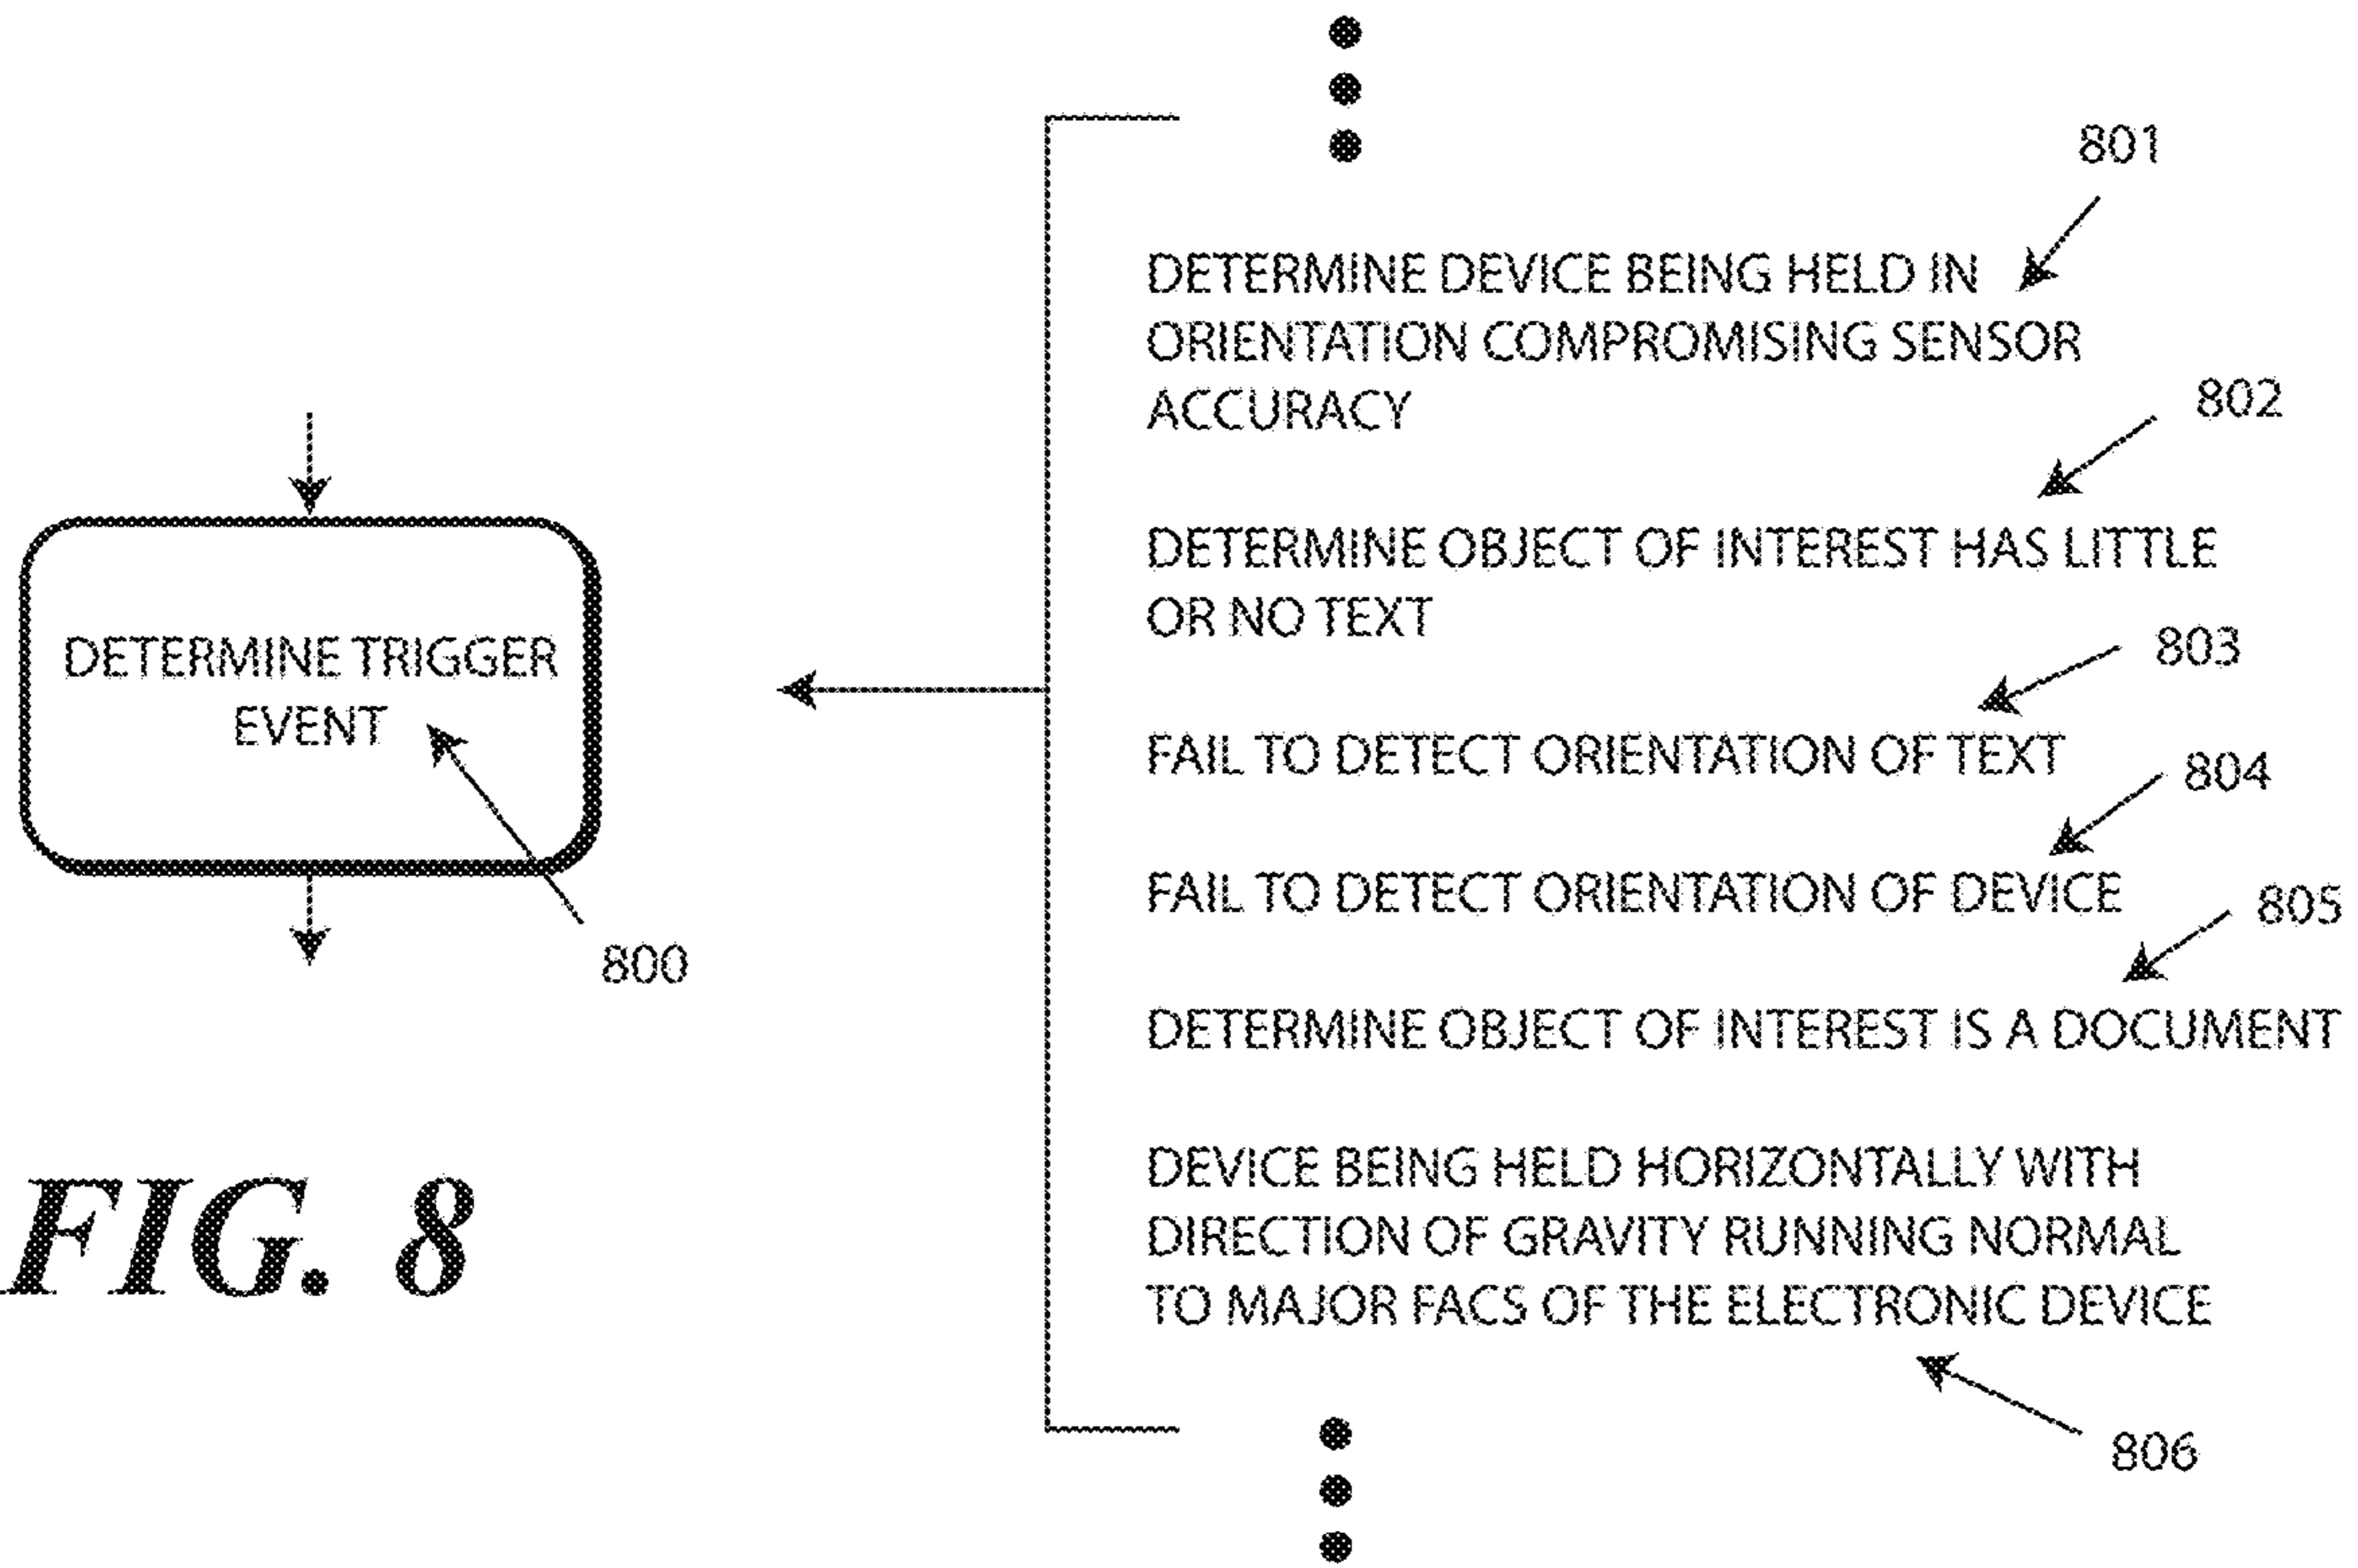 801
DETERMINE DEVICE BEING HELD IN
ORIENTATION COMPROMISING SENSOR
ACCURACY
802
DETERMINE OBJECT OF INTEREST HAS LITTLE
OR NO TEXT
803
FAIL TO DETECT ORIENTATION OF TEXT
804
FAIL TO DETECT ORIENTATION OF DEVICE
805
DETERMINE OBJECT OF INTEREST IS A DOCUMENT
DEVICE BEING HELD HORIZONTALLY WITH
DIRECTION OF GRAVITY RUNNING NORMAL
TO MAJOR FACS OF THE ELECTRONIC DEVICE
806
DETERMINE TRIGGER
EVENT
800
FIG. 8